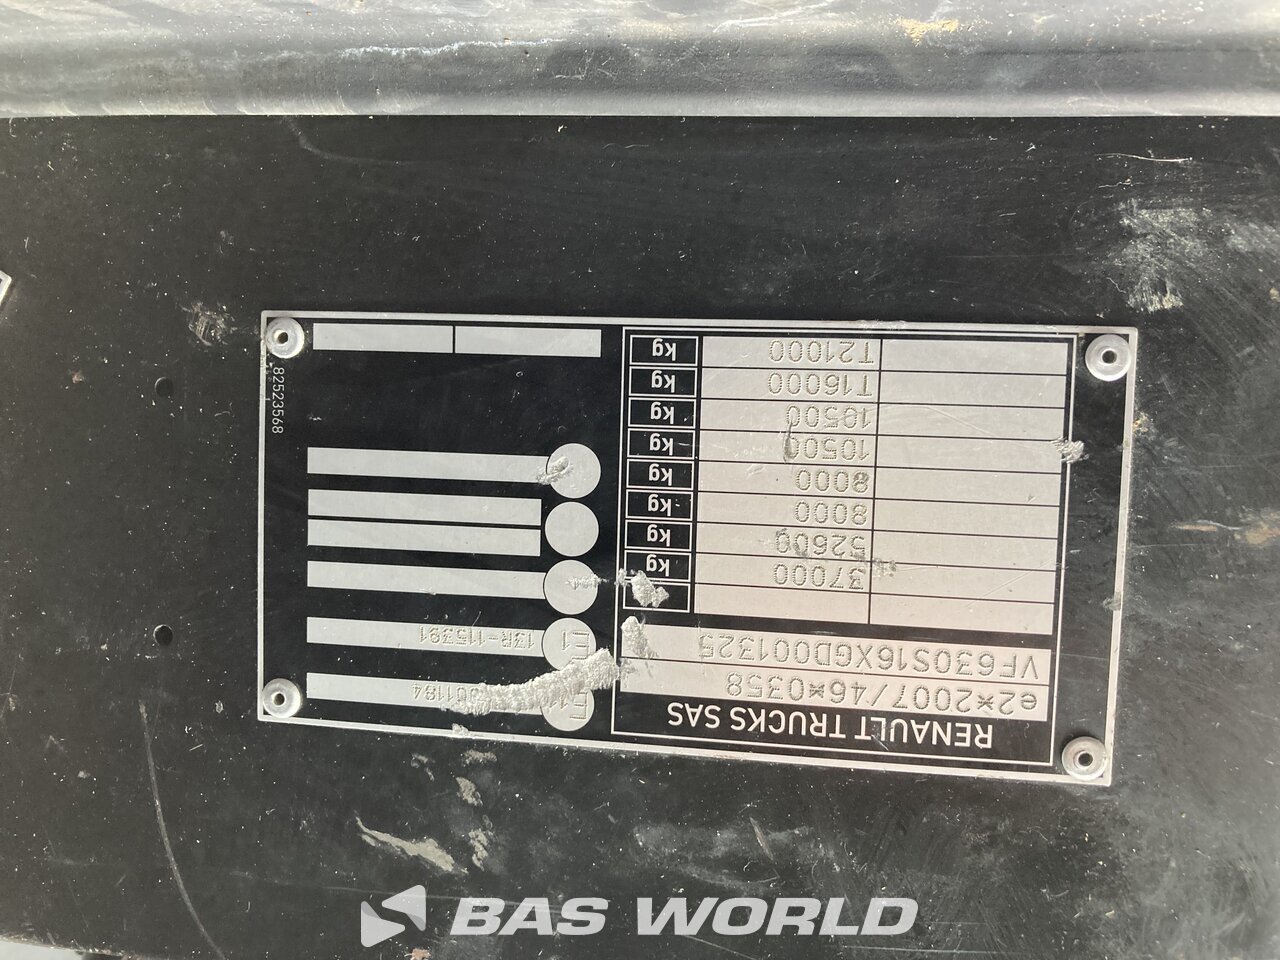 RENAULT TRUCKS SAS
e2*2007/46*0358
VF630S16XGD001325
37000 kg
52600 kg
8000 kg
8000 kg
10500 kg
10500 kg
T16000 kg
T21000 kg
E1 13R-115391
82523568
BAS WORLD